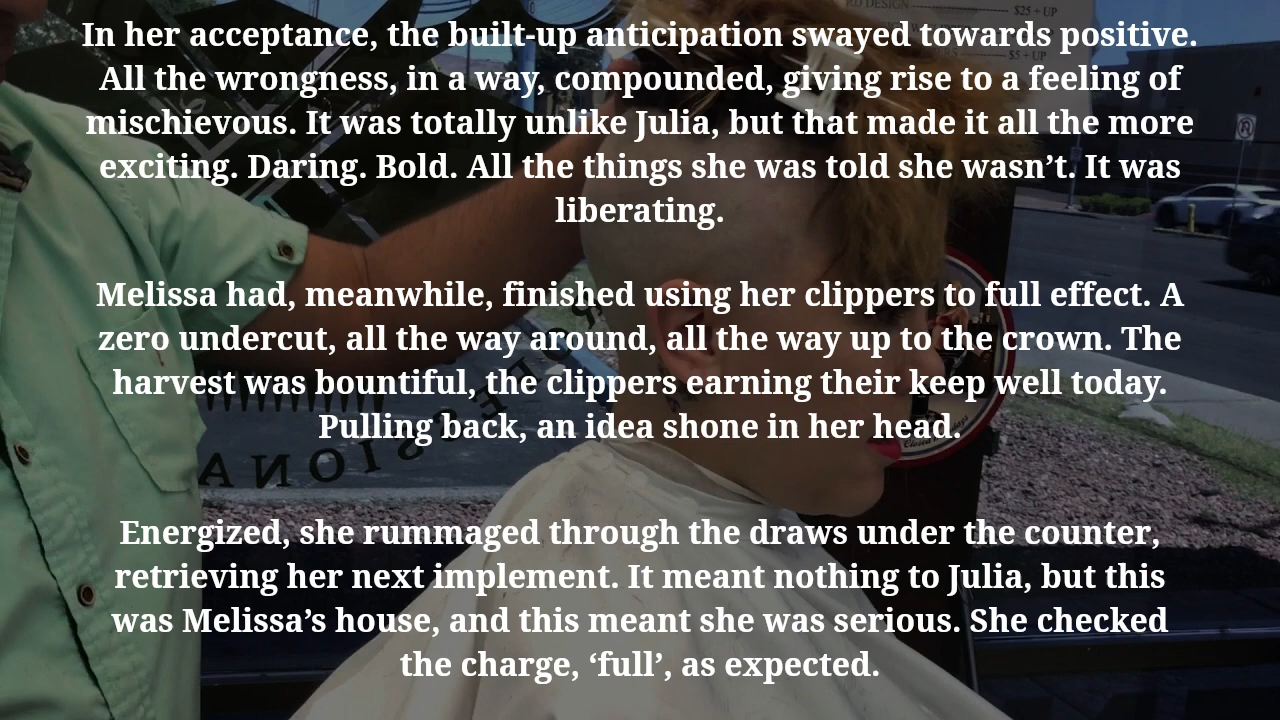 RD DESIGN
$25 + UP
$5 + UP
In her acceptance, the built-up anticipation swayed towards positive.
All the wrongness, in a way, compounded, giving rise to a feeling of
mischievous. It was totally unlike Julia, but that made it all the more
exciting. Daring. Bold. All the things she was told she wasn’t. It was
liberating.
Melissa had, meanwhile, finished using her clippers to full effect. A
zero undercut, all the way around, all the way up to the crown. The
harvest was bountiful, the clippers earning their keep well today.
Pulling back, an idea shone in her head.
Energized, she rummaged through the draws under the counter,
retrieving her next implement. It meant nothing to Julia, but this
was Melissa’s house, and this meant she was serious. She checked
the charge, ‘full’, as expected.